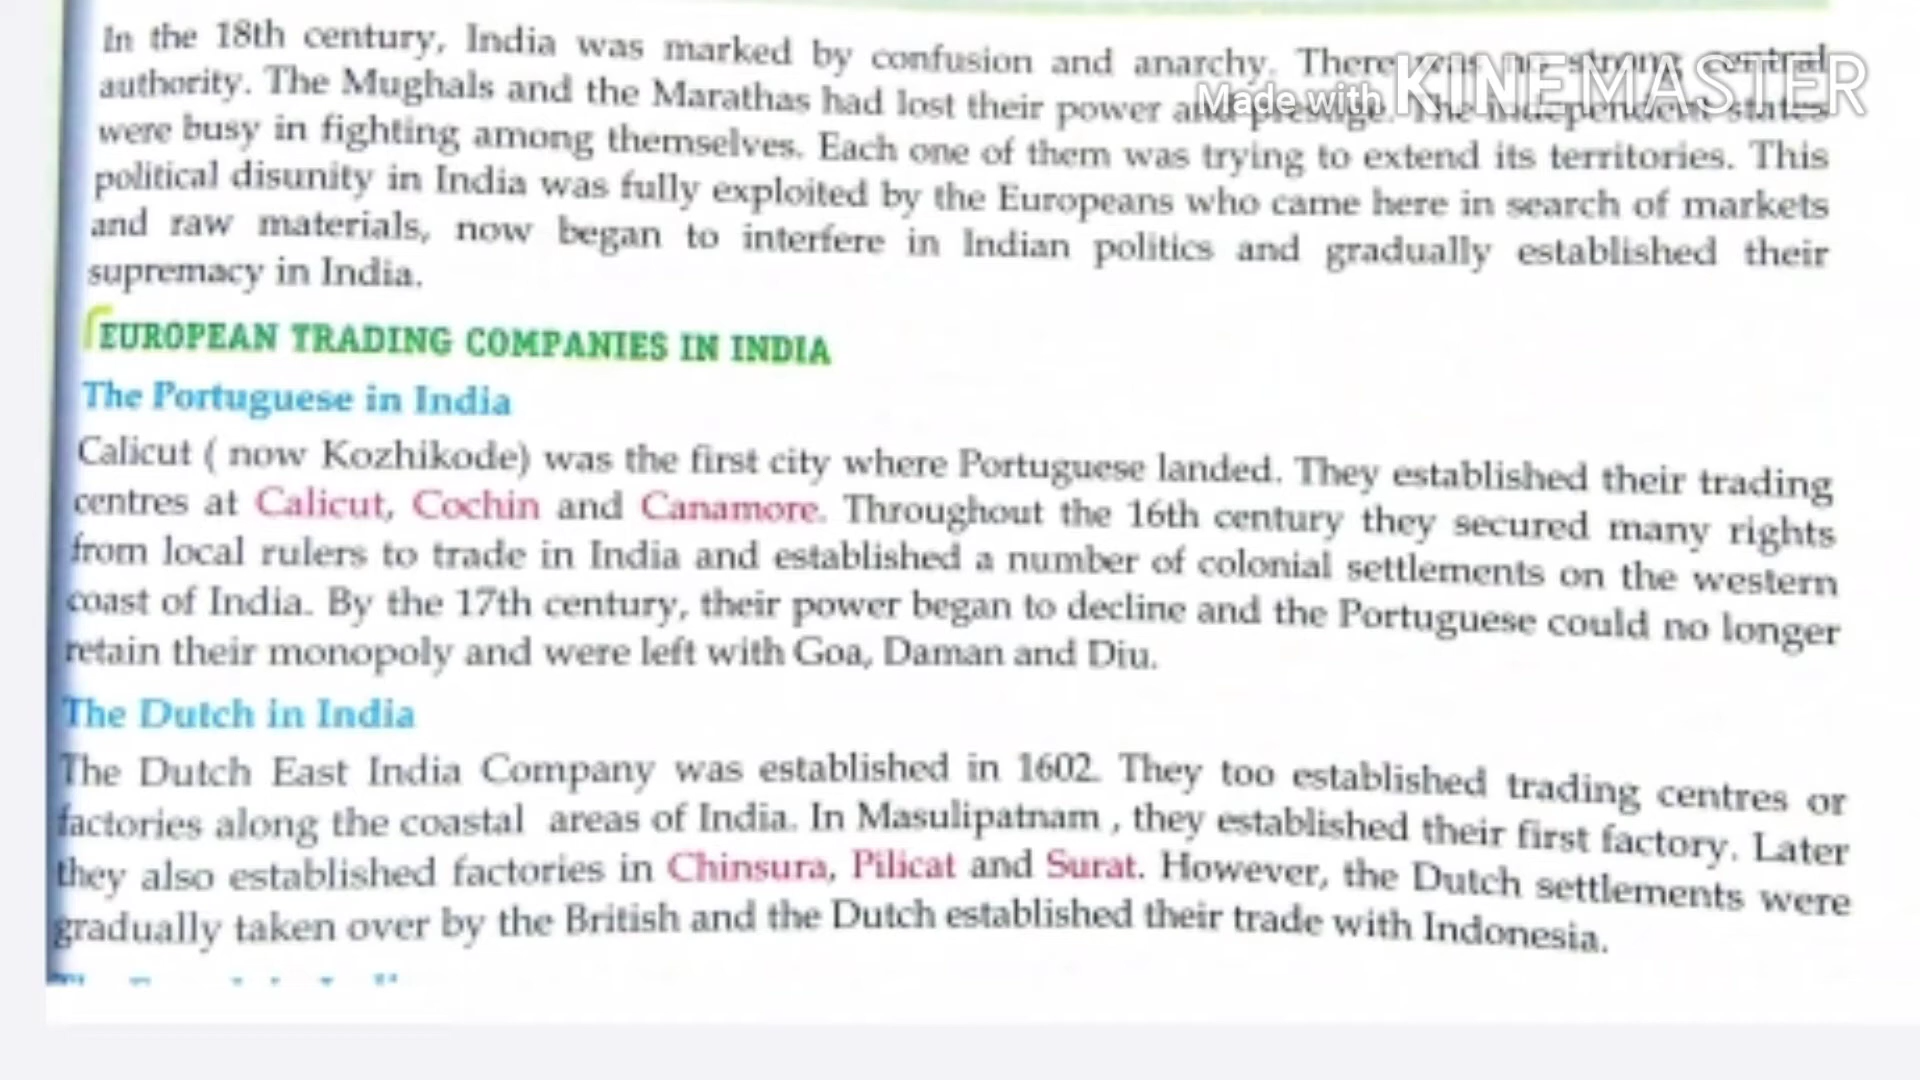 In the 18th century, India was marked by confusion and anarchy. There was no strong central
Made with KINEMASTER
authority. The Mughals and the Marathas had lost their power and prestige. The independent states
were busy in fighting among themselves. Each one of them was trying to extend its territories. This
political disunity in India was fully exploited by the Europeans who came here in search of markets
and raw materials, now began to interfere in Indian politics and gradually established their
supremacy in India.
EUROPEAN TRADING COMPANIES IN INDIA
The Portuguese in India
Calicut ( now Kozhikode) was the first city where Portuguese landed. They established their trading
centres at Calicut, Cochin and Canamore. Throughout the 16th century they secured many rights
from local rulers to trade in India and established a number of colonial settlements on the western
coast of India. By the 17th century, their power began to decline and the Portuguese could no longer
retain their monopoly and were left with Goa, Daman and Diu.
The Dutch in India
The Dutch East India Company was established in 1602. They too established trading centres or
factories along the coastal areas of India. In Masulipatnam , they established their first factory. Later
they also established factories in Chinsura, Pilicat and Surat. However, the Dutch settlements were
gradually taken over by the British and the Dutch established their trade with Indonesia.